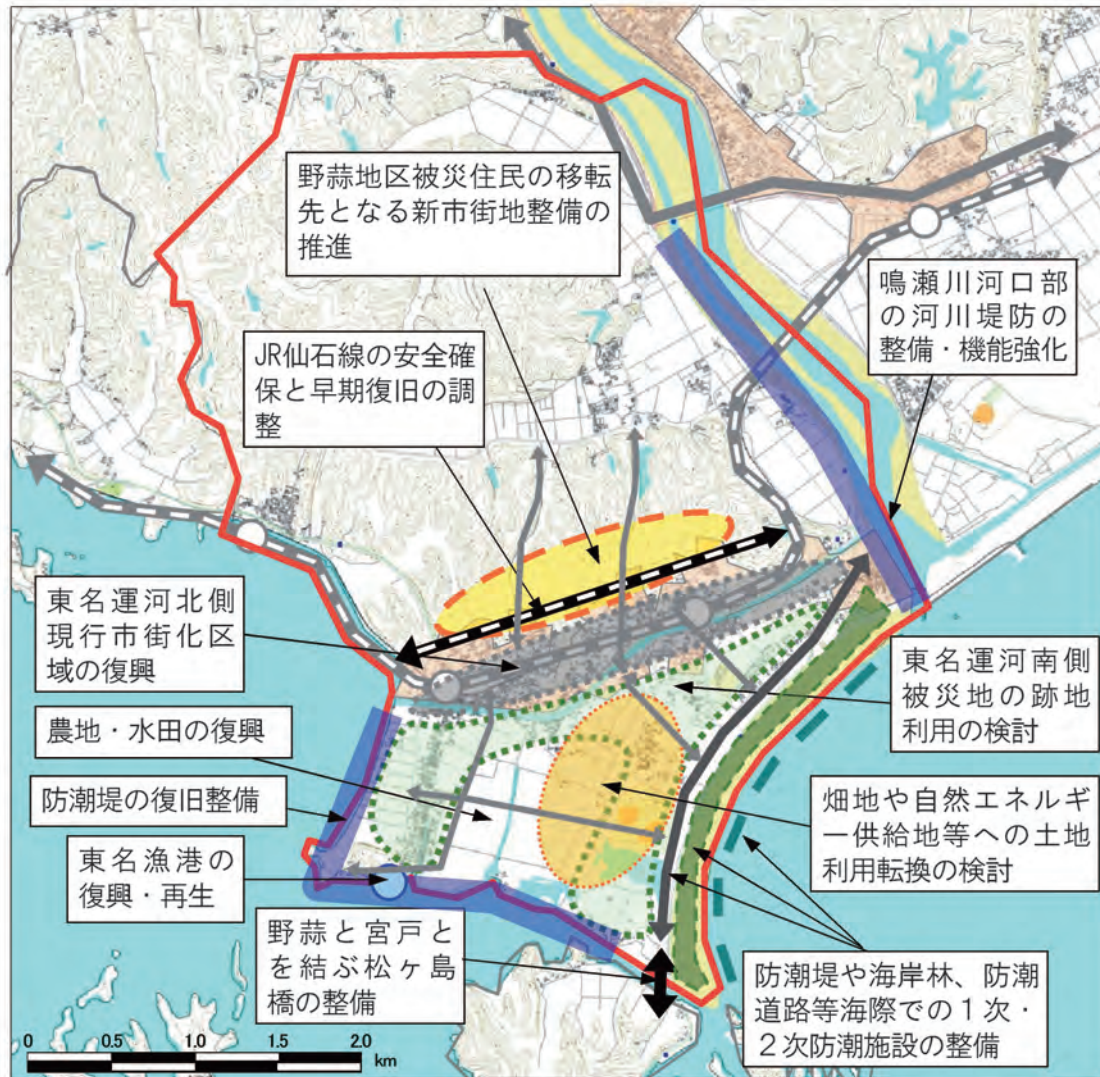 野蒜地区被災住民の移転
先となる新市街地整備の
推進
鳴瀬川河口部
の河川堤防の
整備・機能強化
JR仙石線の安全確
保と早期復旧の調
整
東名運河北側
現行市街化区
域の復興
東名運河南側
被災地の跡地
利用の検討
農地・水田の復興
防潮堤の復旧整備
畑地や自然エネルギ
ー供給地等への土地
利用転換の検討
東名漁港の
復興・再生
野蒜と宮戸と
を結ぶ松ヶ島
橋の整備
防潮堤や海岸林、防潮
道路等海際での1次・
2次防潮施設の整備
0 0.5 1.0 2.0
km